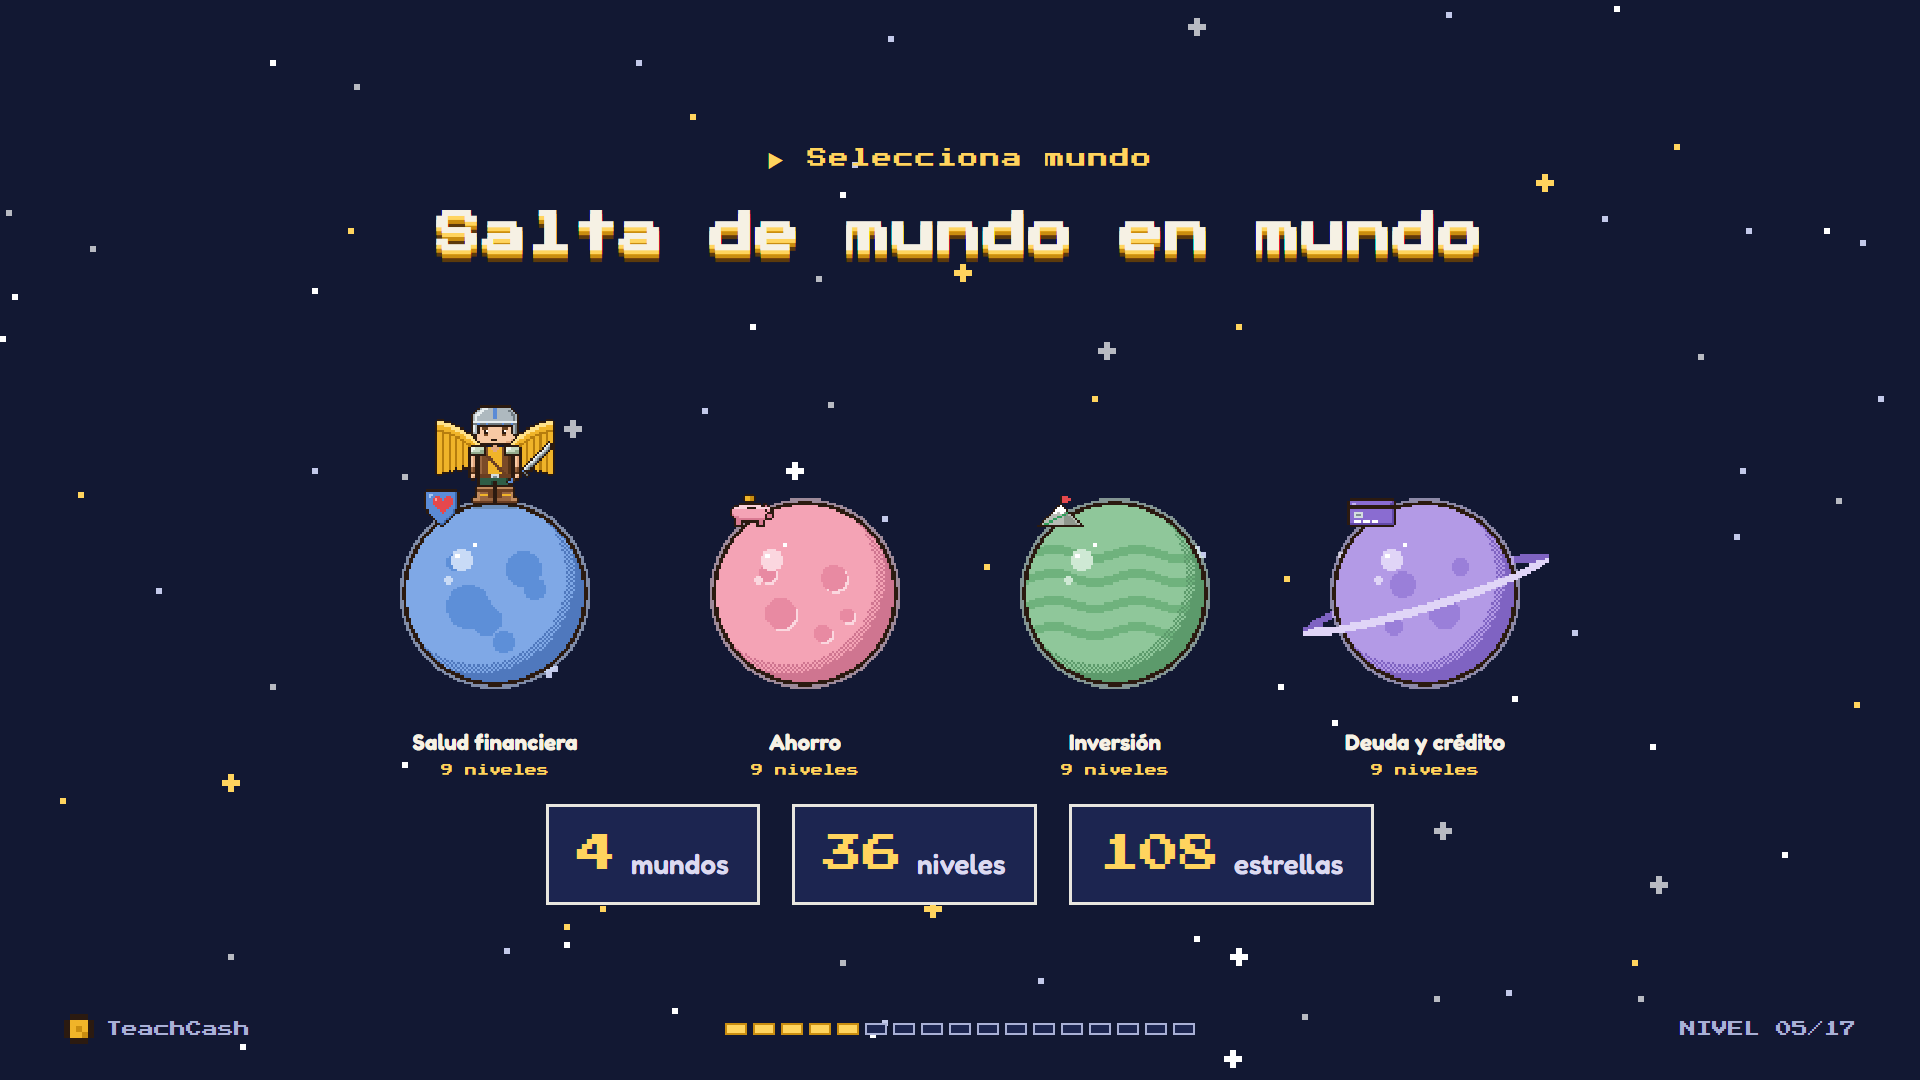 ▶ Selecciona mundo
Salta de mundo en mundo
Salud financiera
9 niveles
Ahorro
9 niveles
Inversión
9 niveles
Deuda y crédito
9 niveles
4 mundos
36 niveles
108 estrellas
TeachCash
NIVEL 05/17